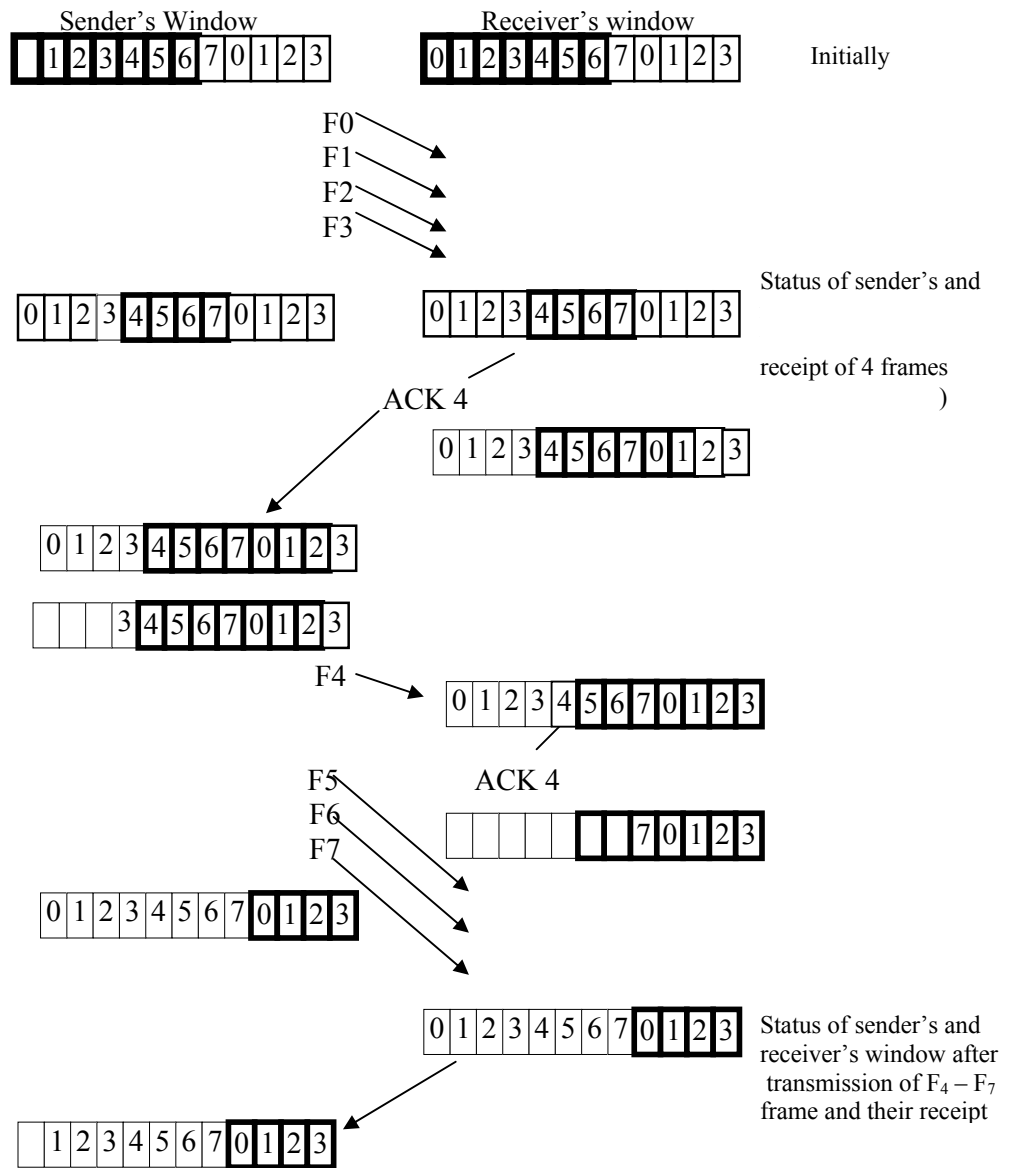 Sender's Window Receiver's window
1 2 3 4 5 6 7 0 1 2 3 0 1 2 3 4 5 6 7 0 1 2 3 Initially
F0
F1
F2
F3
Status of sender's and
0 1 2 3 4 5 6 7 0 1 2 3 0 1 2 3 4 5 6 7 0 1 2 3
receipt of 4 frames
ACK 4 )
0 1 2 3 4 5 6 7 0 1 2 3
0 1 2 3 4 5 6 7 0 1 2 3
3 4 5 6 7 0 1 2 3
F4
0 1 2 3 4 5 6 7 0 1 2 3
F5 ACK 4
F6
7 0 1 2 3
F7
0 1 2 3 4 5 6 7 0 1 2 3
0 1 2 3 4 5 6 7 0 1 2 3 Status of sender's and
receiver's window after
transmission of F4 – F7
frame and their receipt
1 2 3 4 5 6 7 0 1 2 3